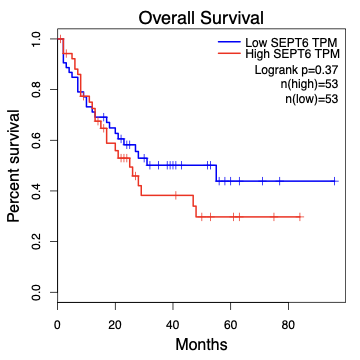 Overall Survival
Low SEPT6 TPM
High SEPT6 TPM
Logrank p=0.37
n(high)=53
n(low)=53
Percent survival
1.0
0.8
0.6
0.4
0.2
0.0
0 20 40 60 80
Months